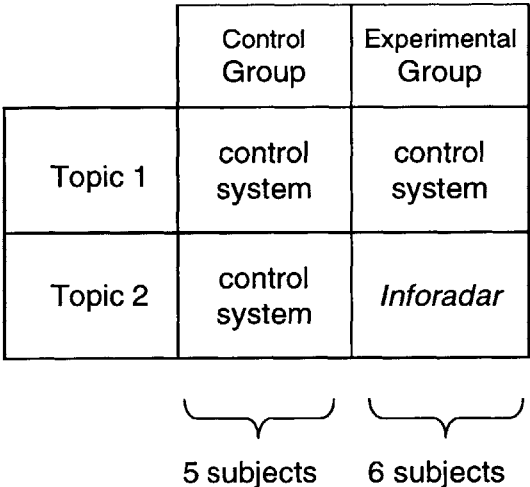 Control Experimental
Group Group
Topic 1 control control
system system
Topic 2 control Inforadar
system
5 subjects 6 subjects